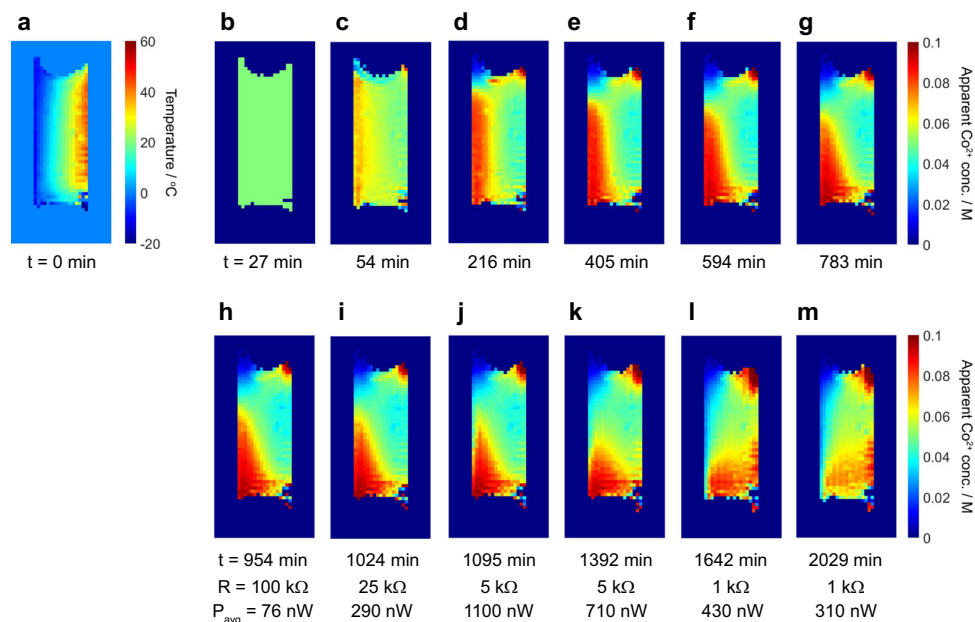 a b c d e f g
60
40
20
0
-20
Temperature / °C
0.1
0.08
0.06
0.04
0.02
0
Apparent Co²⁺ conc. / M
t = 0 min t = 27 min 54 min 216 min 405 min 594 min 783 min
h i j k l m
0.1
0.08
0.06
0.04
0.02
0
Apparent Co²⁺ conc. / M
t = 954 min 1024 min 1095 min 1392 min 1642 min 2029 min
R = 100 kΩ 25 kΩ 5 kΩ 5 kΩ 1 kΩ 1 kΩ
P_avg = 76 nW 290 nW 1100 nW 710 nW 430 nW 310 nW